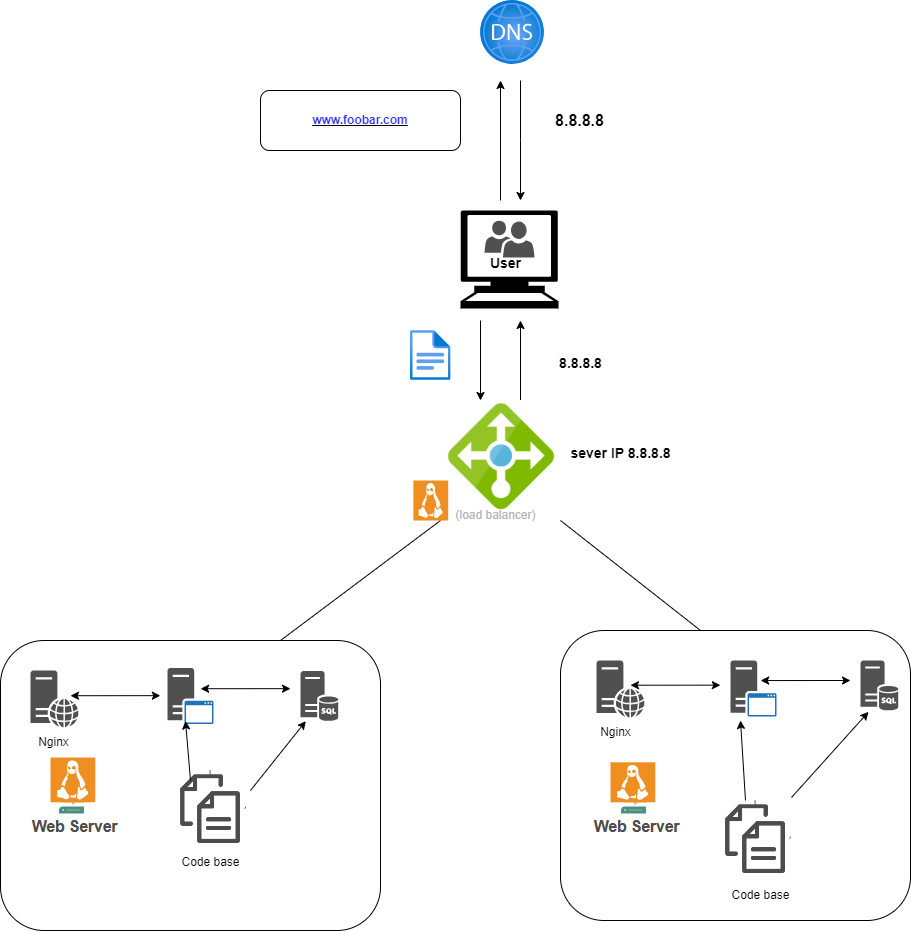 DNS
www.foobar.com
8.8.8.8
User
8.8.8.8
sever IP 8.8.8.8
(load balancer)
SQL
Nginx
Web Server
Code base
SQL
Nginx
Web Server
Code base